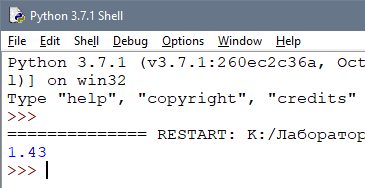 Python 3.7.1 Shell
File Edit Shell Debug Options Window Help
Python 3.7.1 (v3.7.1:260ec2c36a, Oct
l)] on win32
Type "help", "copyright", "credits"
>>>
============== RESTART: K:/Лаборатор
1.43
>>>